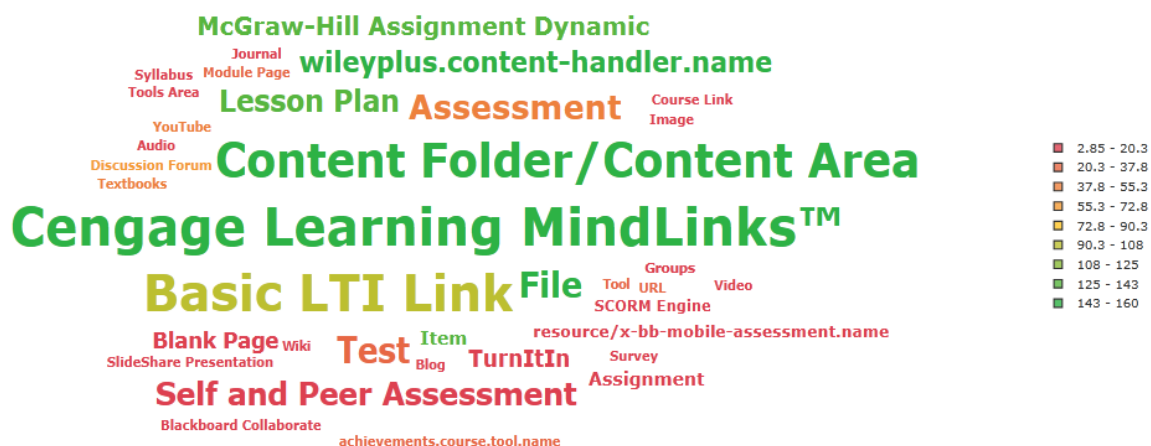 McGraw-Hill Assignment Dynamic
Journal
wileyplus.content-handler.name
Syllabus
Module Page
Tools Area
Lesson Plan
Assessment
Course Link
Image
YouTube
Audio
Content Folder/Content Area
Discussion Forum
Textbooks
Cengage Learning MindLinks™
Basic LTI Link
File
Groups
Tool
URL
Video
SCORM Engine
Blank Page
Wiki
Test
Item
resource/x-bb-mobile-assessment.name
SlideShare Presentation
Blog
TurnItIn
Survey
Self and Peer Assessment
Assignment
Blackboard Collaborate
achievements.course.tool.name
2.85 - 20.3
20.3 - 37.8
37.8 - 55.3
55.3 - 72.8
72.8 - 90.3
90.3 - 108
108 - 125
125 - 143
143 - 160